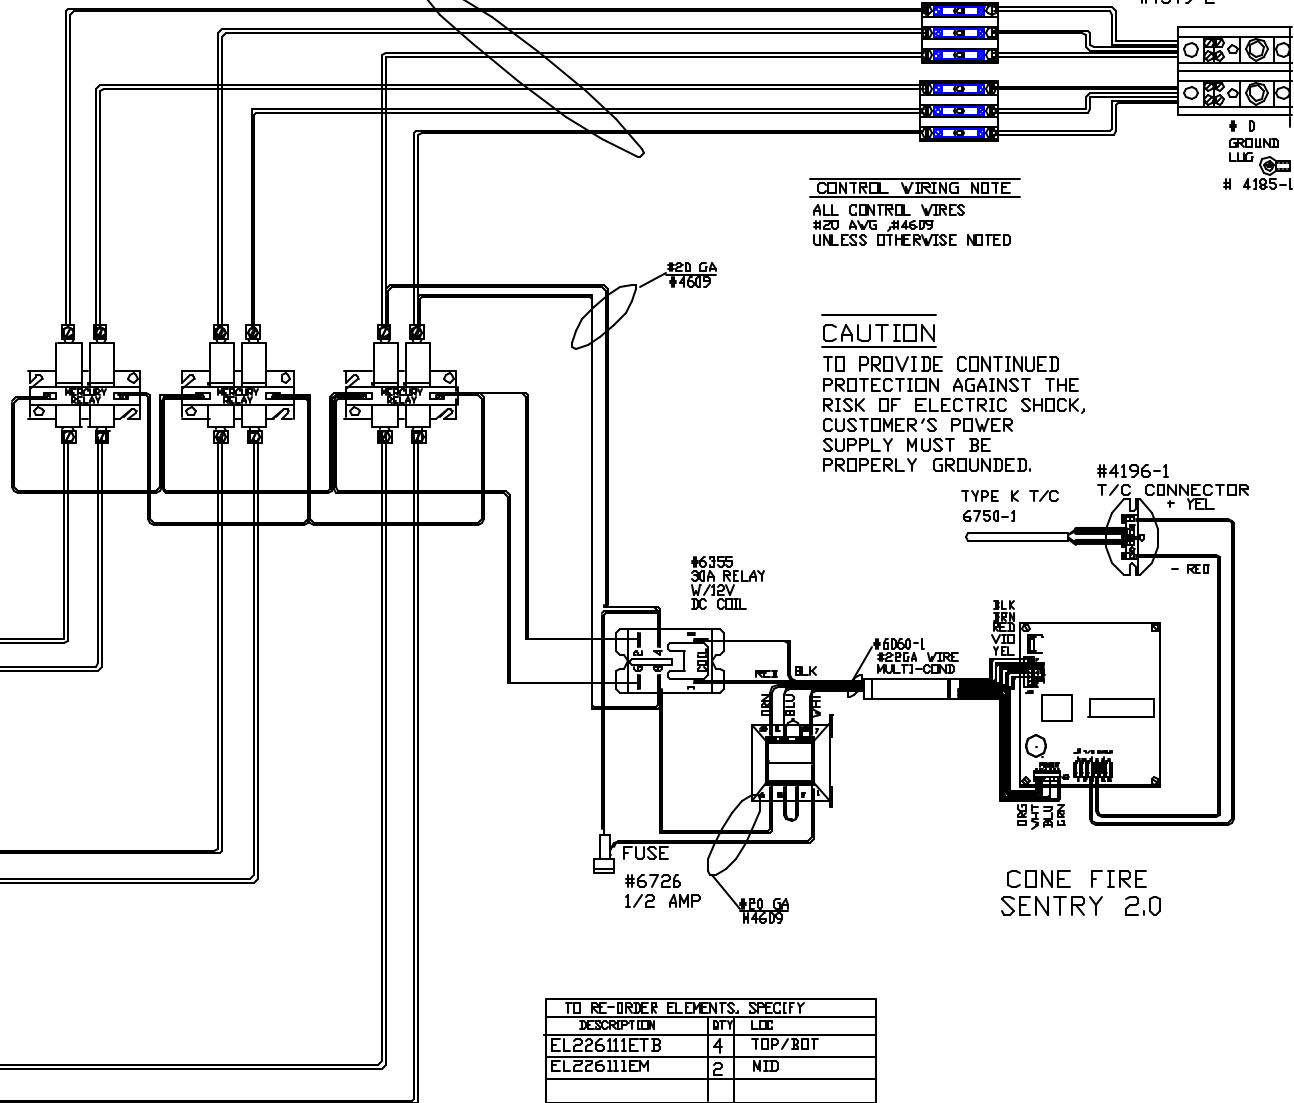 # D
GROUND
LUG
# 4185-L
CONTROL WIRING NOTE
ALL CONTROL WIRES
#20 AWG ,#4609
UNLESS OTHERWISE NOTED
#20 GA
#4609
CAUTION
TO PROVIDE CONTINUED
PROTECTION AGAINST THE
RISK OF ELECTRIC SHOCK,
CUSTOMER'S POWER
SUPPLY MUST BE
PROPERLY GROUNDED.
MERCURY
RELAY
MERCURY
RELAY
MERCURY
RELAY
#4196-1
T/C CONNECTOR
+ YEL
TYPE K T/C
6750-1
- RED
#6355
30A RELAY
W/12V
DC COIL
BLK
BRN
RED
VIO
YEL
2
4
COIL
#6060-1
#22GA WIRE
MULTI-COND
RED
BLK
BLU
WHT
ORG
WHT
BLU
GRN
FUSE
#6726
1/2 AMP
#20 GA
#4609
CONE FIRE
SENTRY 2.0
TO RE-ORDER ELEMENTS, SPECIFY
DESCRIPTION QTY LOC
EL226111ETB 4 TOP/BOT
EL226111EM 2 MID